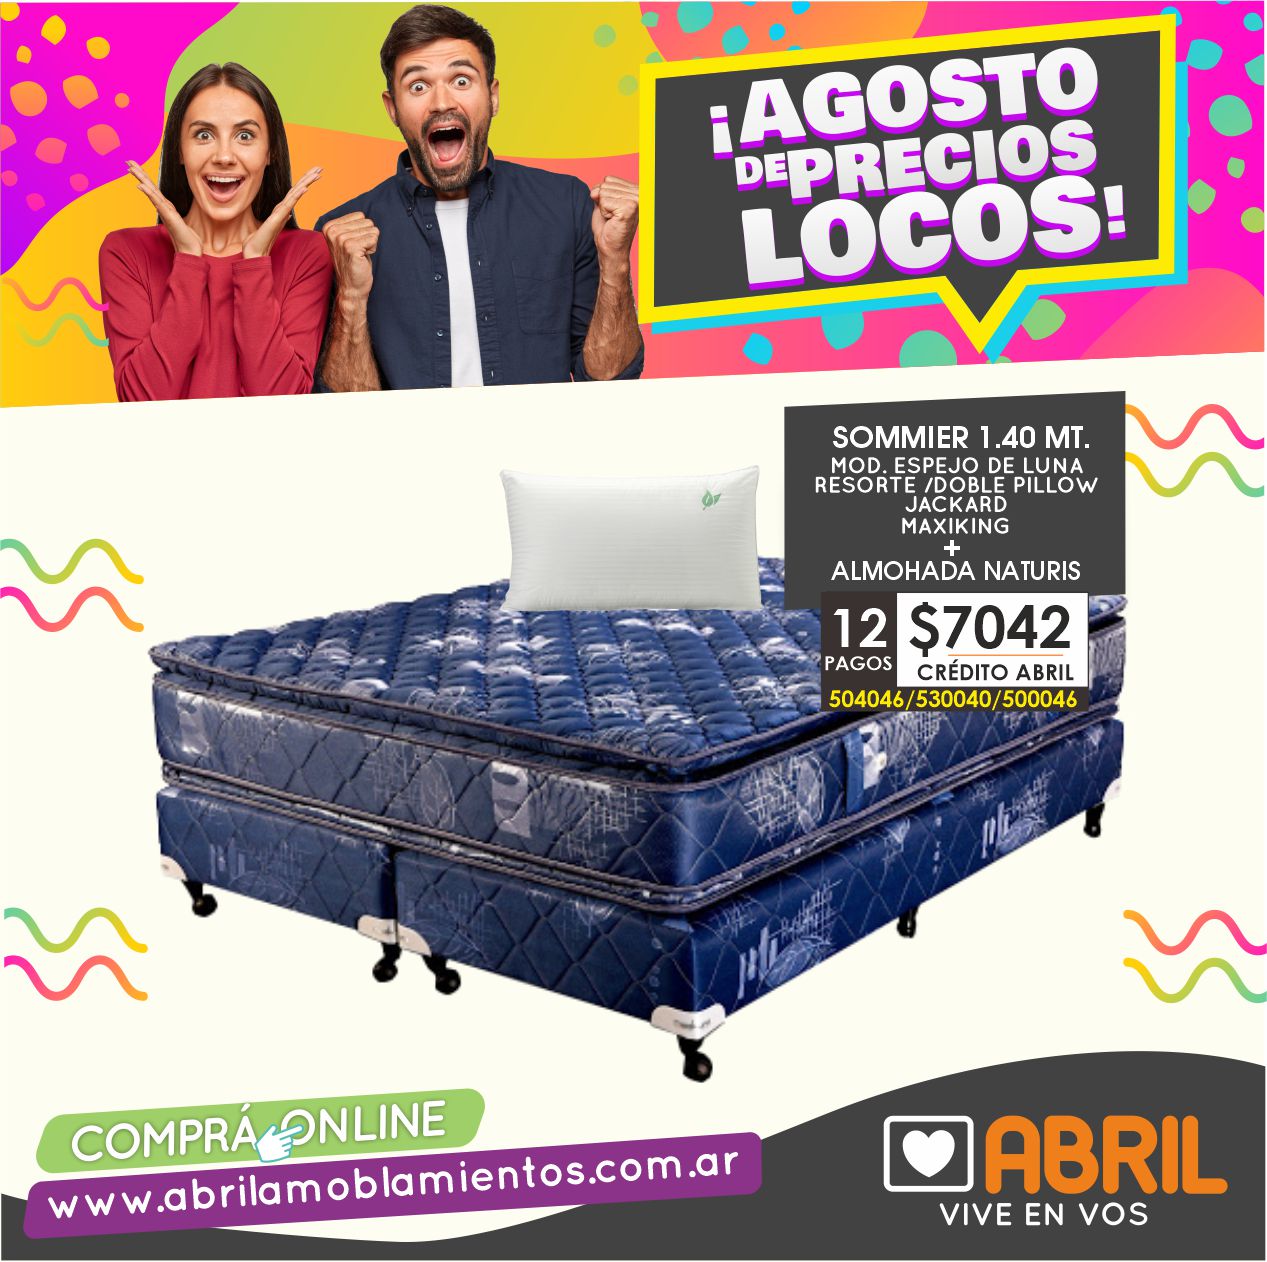 ¡AGOSTO
DE PRECIOS
LOCOS!
SOMMIER 1.40 MT.
MOD. ESPEJO DE LUNA
RESORTE /DOBLE PILLOW
JACKARD
MAXIKING
+
ALMOHADA NATURIS
12
PAGOS
$7042
CRÉDITO ABRIL
504046/530040/500046
COMPRÁ ONLINE
www.abrilamoblamientos.com.ar
ABRIL
VIVE EN VOS